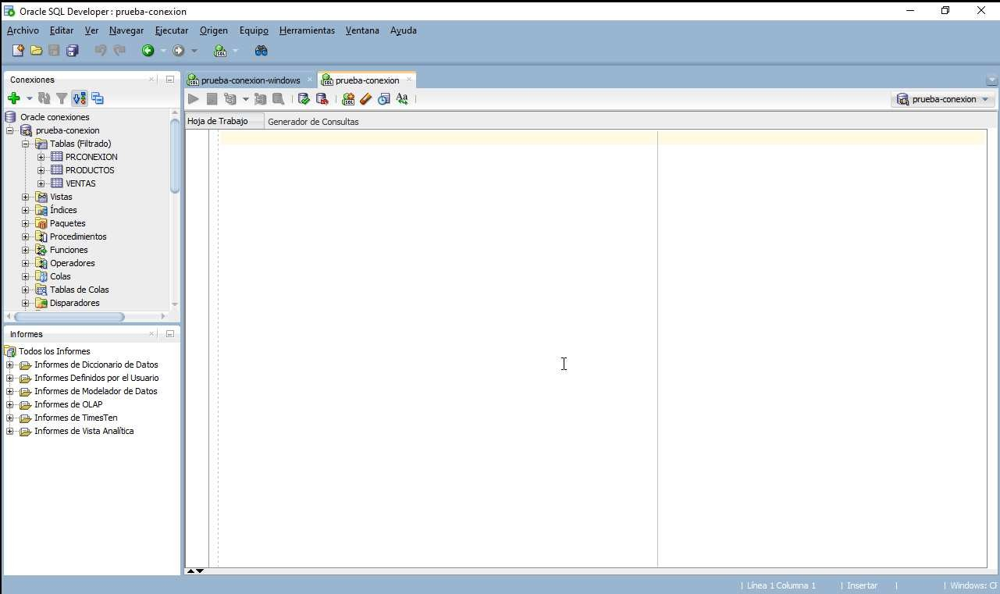 Oracle SQL Developer : prueba-conexion
Archivo Editar Ver Navegar Ejecutar Origen Equipo Herramientas Ventana Ayuda
Conexiones
Oracle conexiones
prueba-conexion
Tablas (Filtrado)
PRCONEXION
PRODUCTOS
VENTAS
Vistas
Índices
Paquetes
Procedimientos
Funciones
Operadores
Colas
Tablas de Colas
Disparadores
Informes
Todos los Informes
Informes de Diccionario de Datos
Informes Definidos por el Usuario
Informes de Modelador de Datos
Informes de OLAP
Informes de TimesTen
Informes de Vista Analítica
prueba-conexion-windows prueba-conexion
Aa
prueba-conexion
Hoja de Trabajo Generador de Consultas
| Línea 1 Columna 1 | Insertar | | Windows: CF